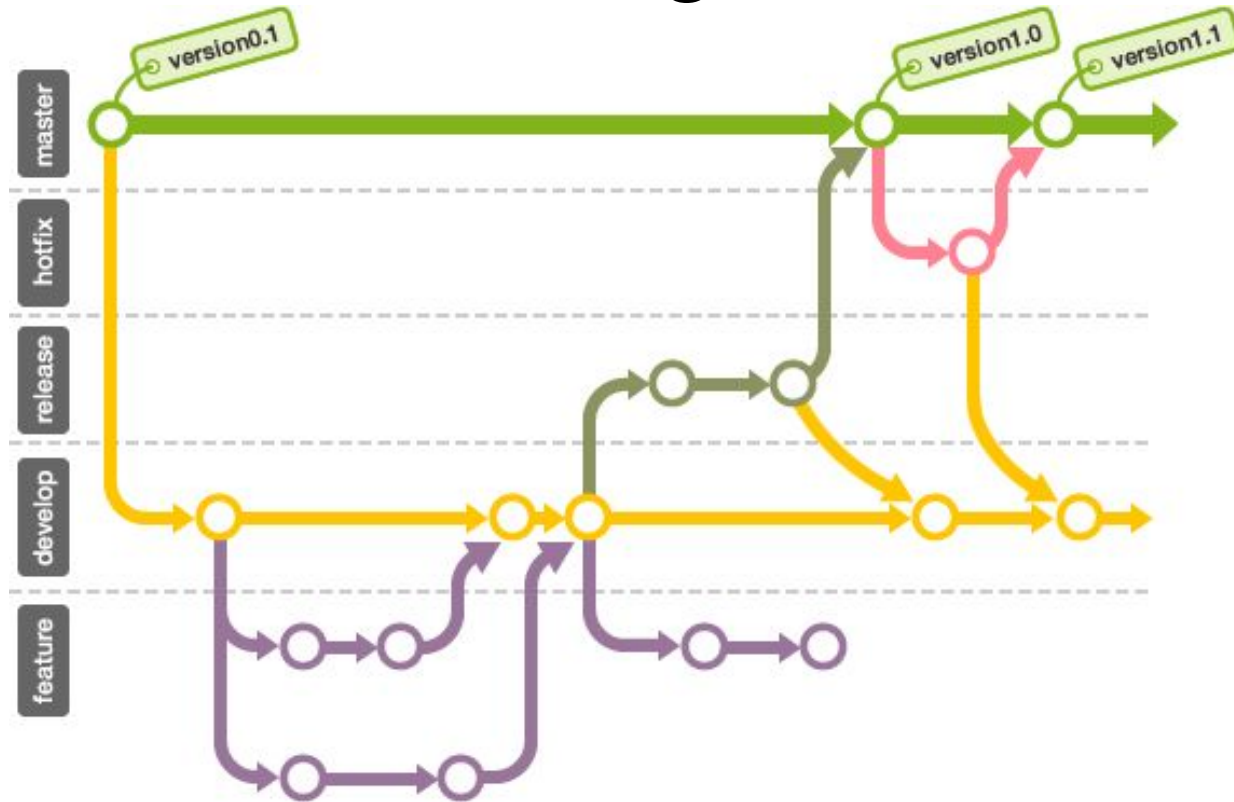 version0.1
version1.0
version1.1
master
hotfix
release
develop
feature